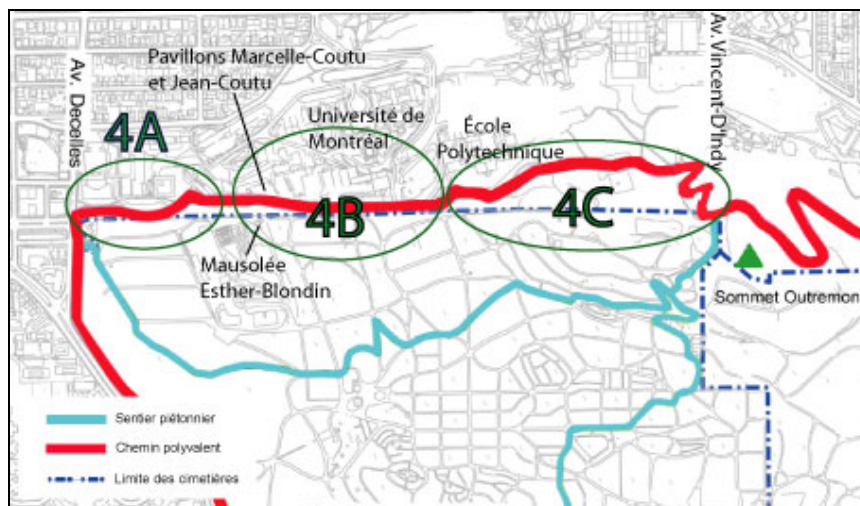 Av. Decelles
Pavillons Marcelle-Coutu
et Jean-Coutu
4A
Université de
Montréal
École
Polytechnique
Av. Vincent-D'Indy
4B
4C
Mausolée
Esther-Blondin
Sommet Outremon
Sentier piétonnier
Chemin polyvalent
Limite des cimetières